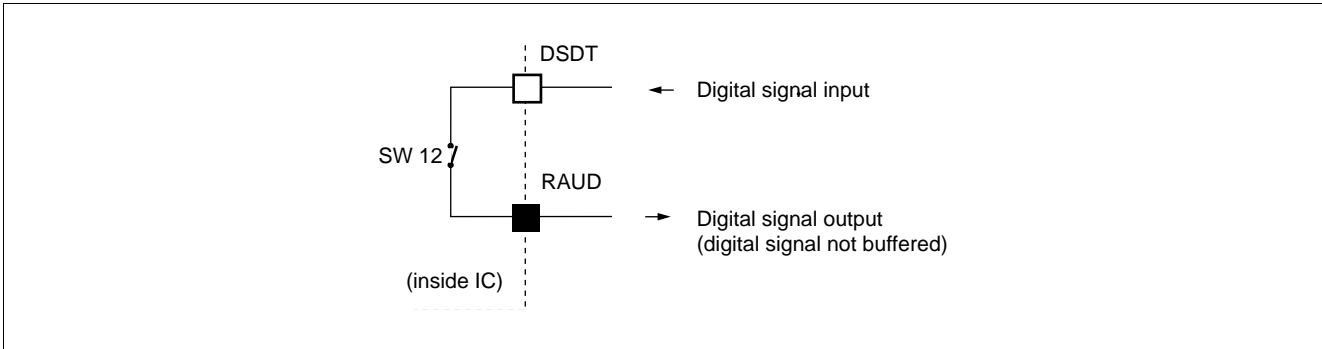 DSDT
Digital signal input
SW 12
RAUD
Digital signal output
(digital signal not buffered)
(inside IC)